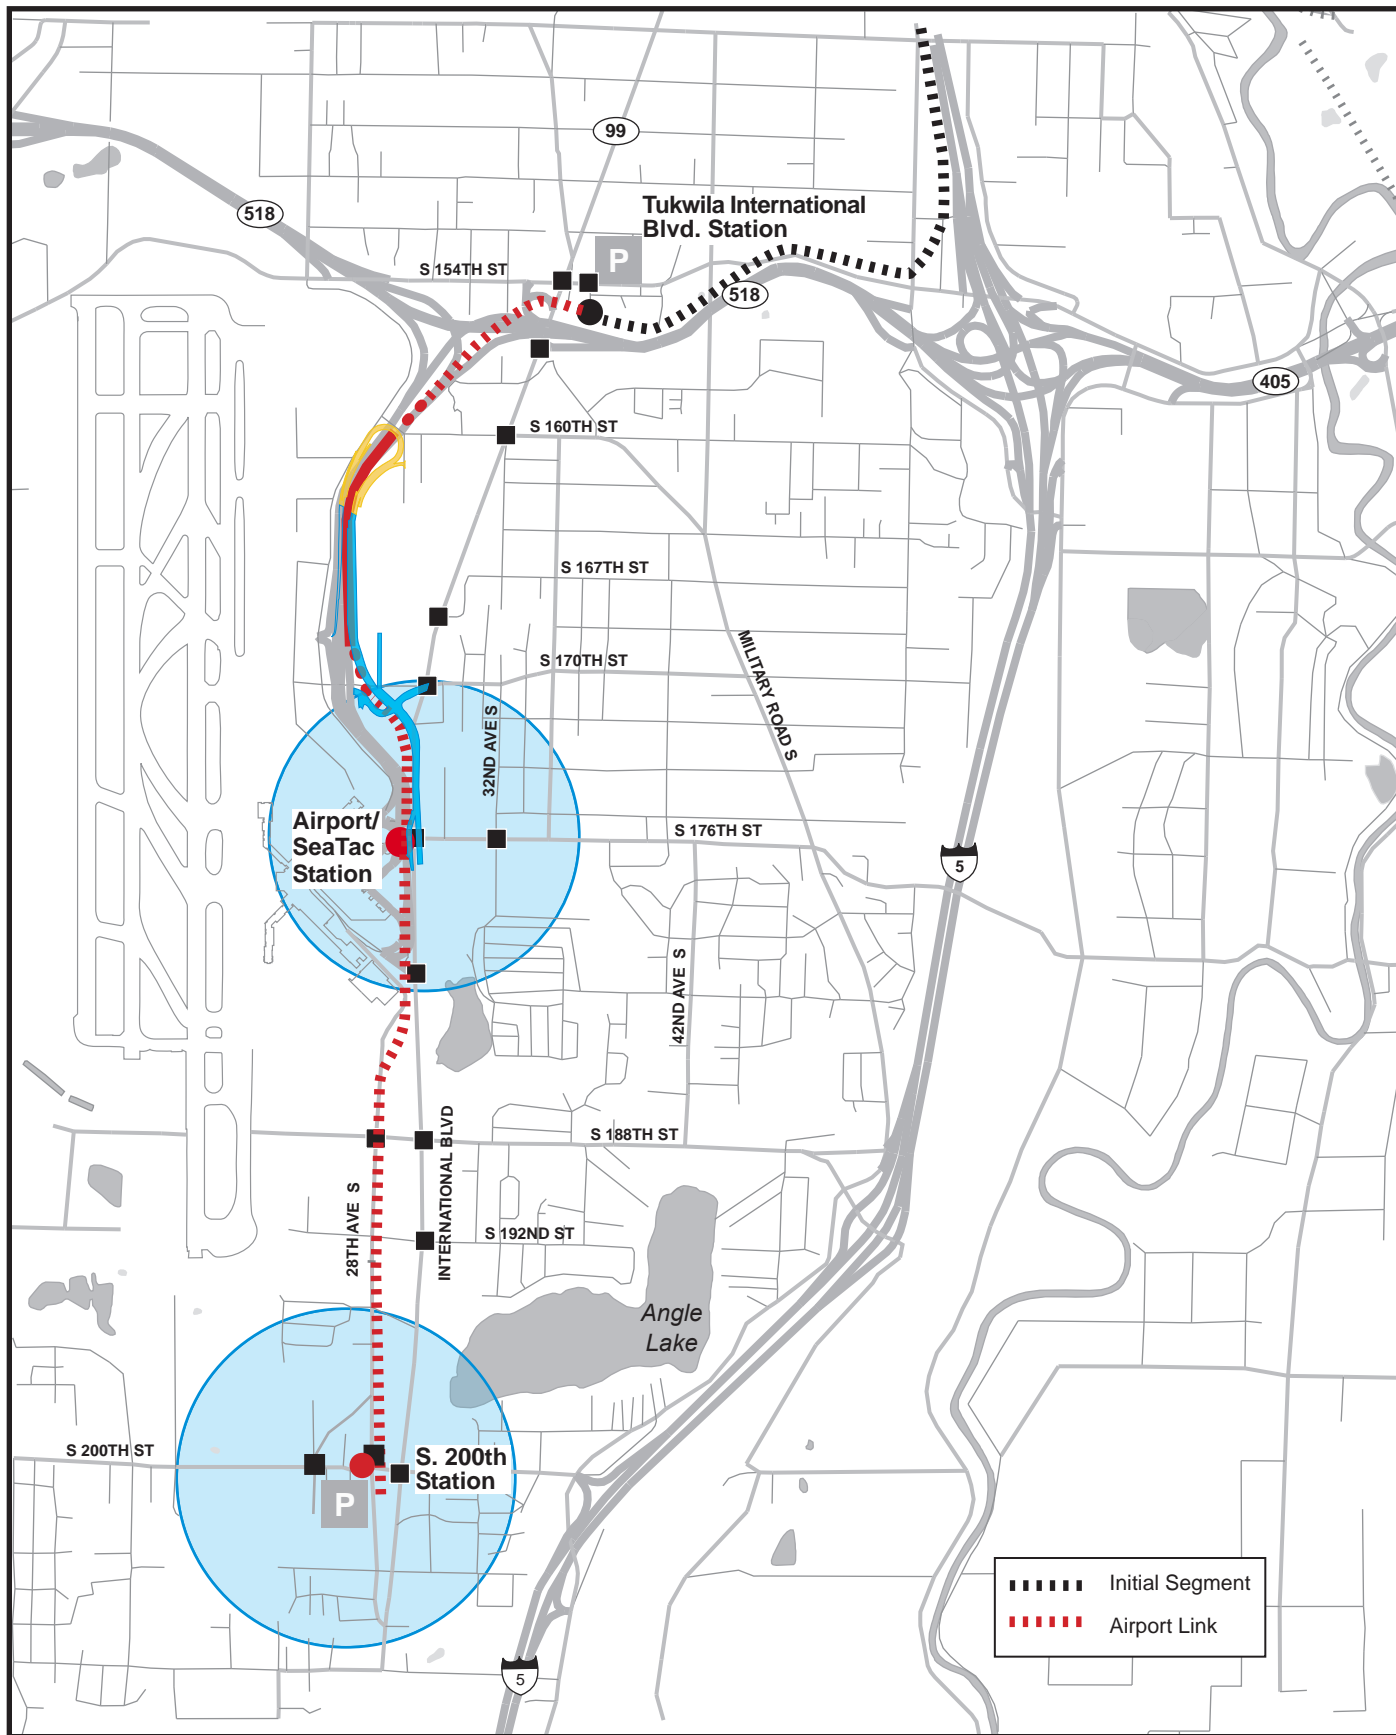 99
Tukwila International
Blvd. Station
518
P
S 154TH ST
518
405
S 160TH ST
S 167TH ST
MILITARY ROAD S
S 170TH ST
32ND AVE S
Airport/
SeaTac
Station
S 176TH ST
5
42ND AVE S
S 188TH ST
INTERNATIONAL BLVD
28TH AVE S
S 192ND ST
Angle
Lake
S 200TH ST
S. 200th
Station
P
Initial Segment
Airport Link
5